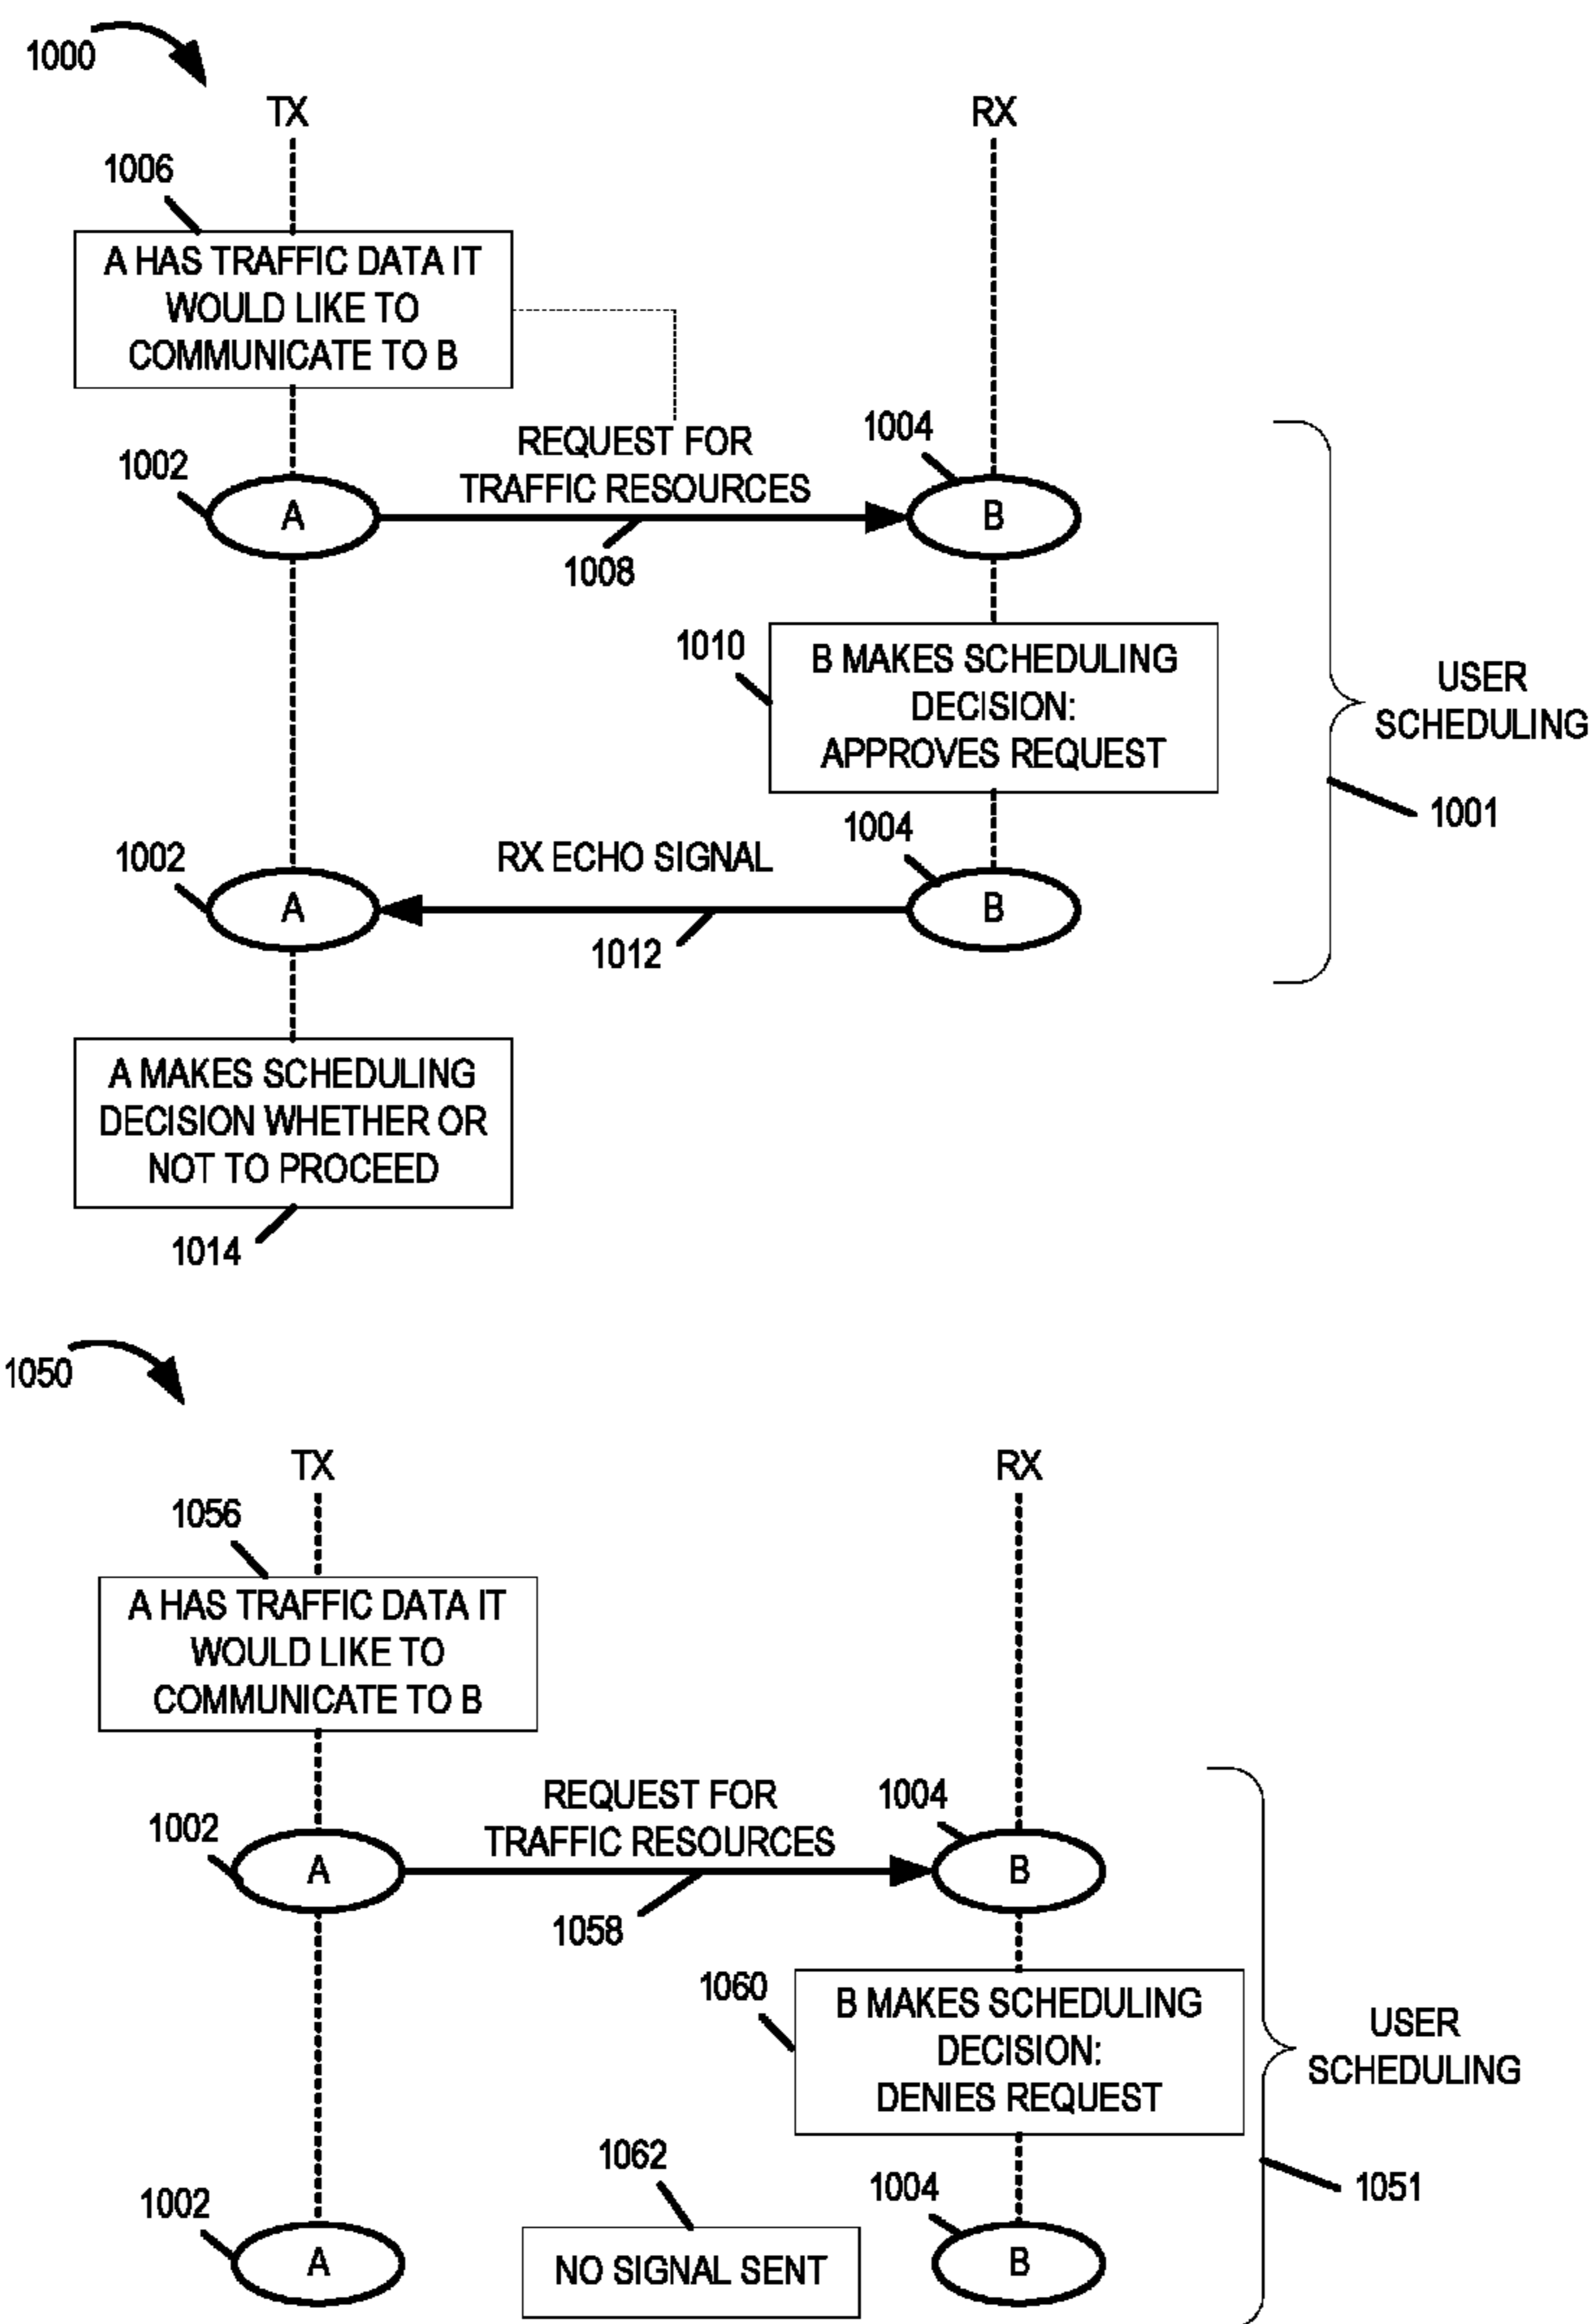 1000
TX
RX
1006
A HAS TRAFFIC DATA IT
WOULD LIKE TO
COMMUNICATE TO B
1002
REQUEST FOR
TRAFFIC RESOURCES
1004
A
B
1008
1010
B MAKES SCHEDULING
DECISION:
APPROVES REQUEST
USER
SCHEDULING
1001
1002
RX ECHO SIGNAL
1004
A
B
1012
A MAKES SCHEDULING
DECISION WHETHER OR
NOT TO PROCEED
1014
1050
TX
RX
1056
A HAS TRAFFIC DATA IT
WOULD LIKE TO
COMMUNICATE TO B
1002
REQUEST FOR
TRAFFIC RESOURCES
1004
A
B
1058
1060
B MAKES SCHEDULING
DECISION:
DENIES REQUEST
USER
SCHEDULING
1051
1002
1062
1004
A
NO SIGNAL SENT
B